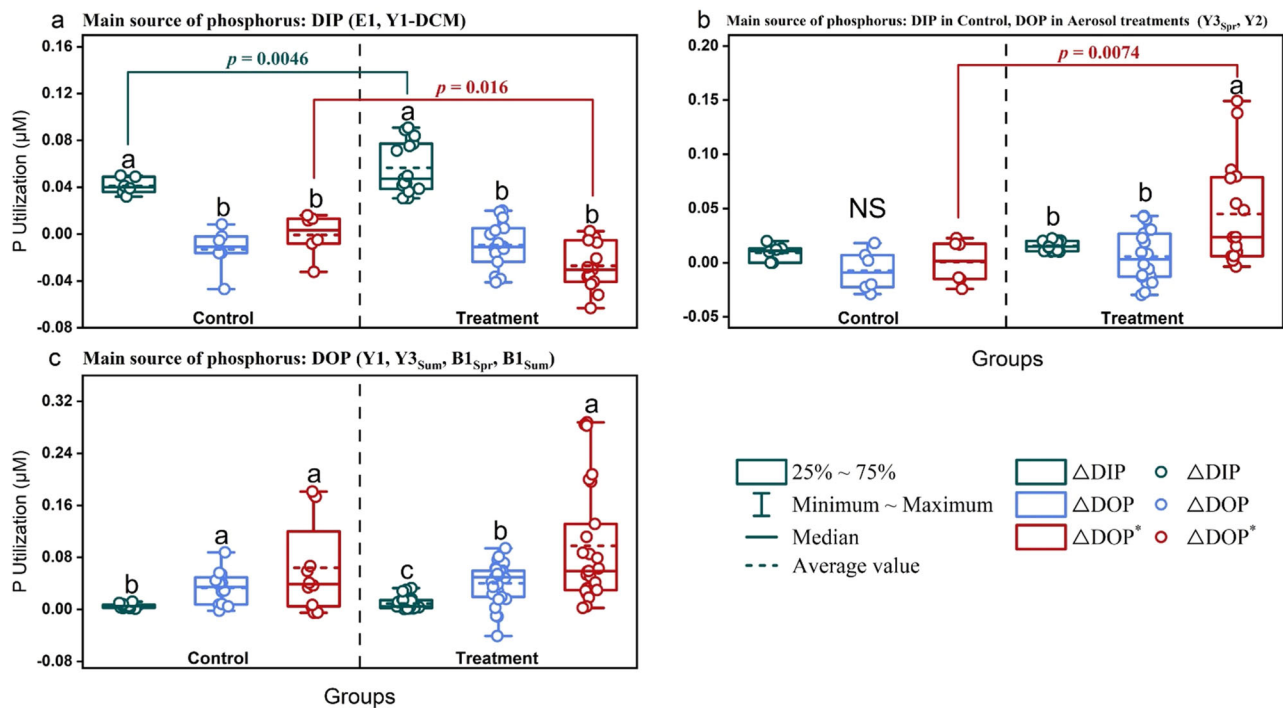 a Main source of phosphorus: DIP (E1, Y1-DCM)
0.16
0.12
0.08
0.04
0.00
-0.04
-0.08
P Utilization (μM)
p = 0.0046
p = 0.016
a
b
b
a
b
b
Control
Treatment
b Main source of phosphorus: DIP in Control, DOP in Aerosol treatments (Y3Spr, Y2)
0.20
0.15
0.10
0.05
0.00
-0.05
p = 0.0074
NS
b
b
a
Control
Treatment
Groups
c Main source of phosphorus: DOP (Y1, Y3Sum, B1Spr, B1Sum)
0.32
0.24
0.16
0.08
0.00
-0.08
P Utilization (μM)
b
a
a
c
b
a
Control
Treatment
Groups
25% ~ 75%
Minimum ~ Maximum
Median
Average value
△DIP
△DOP
△DOP*
△DIP
△DOP
△DOP*